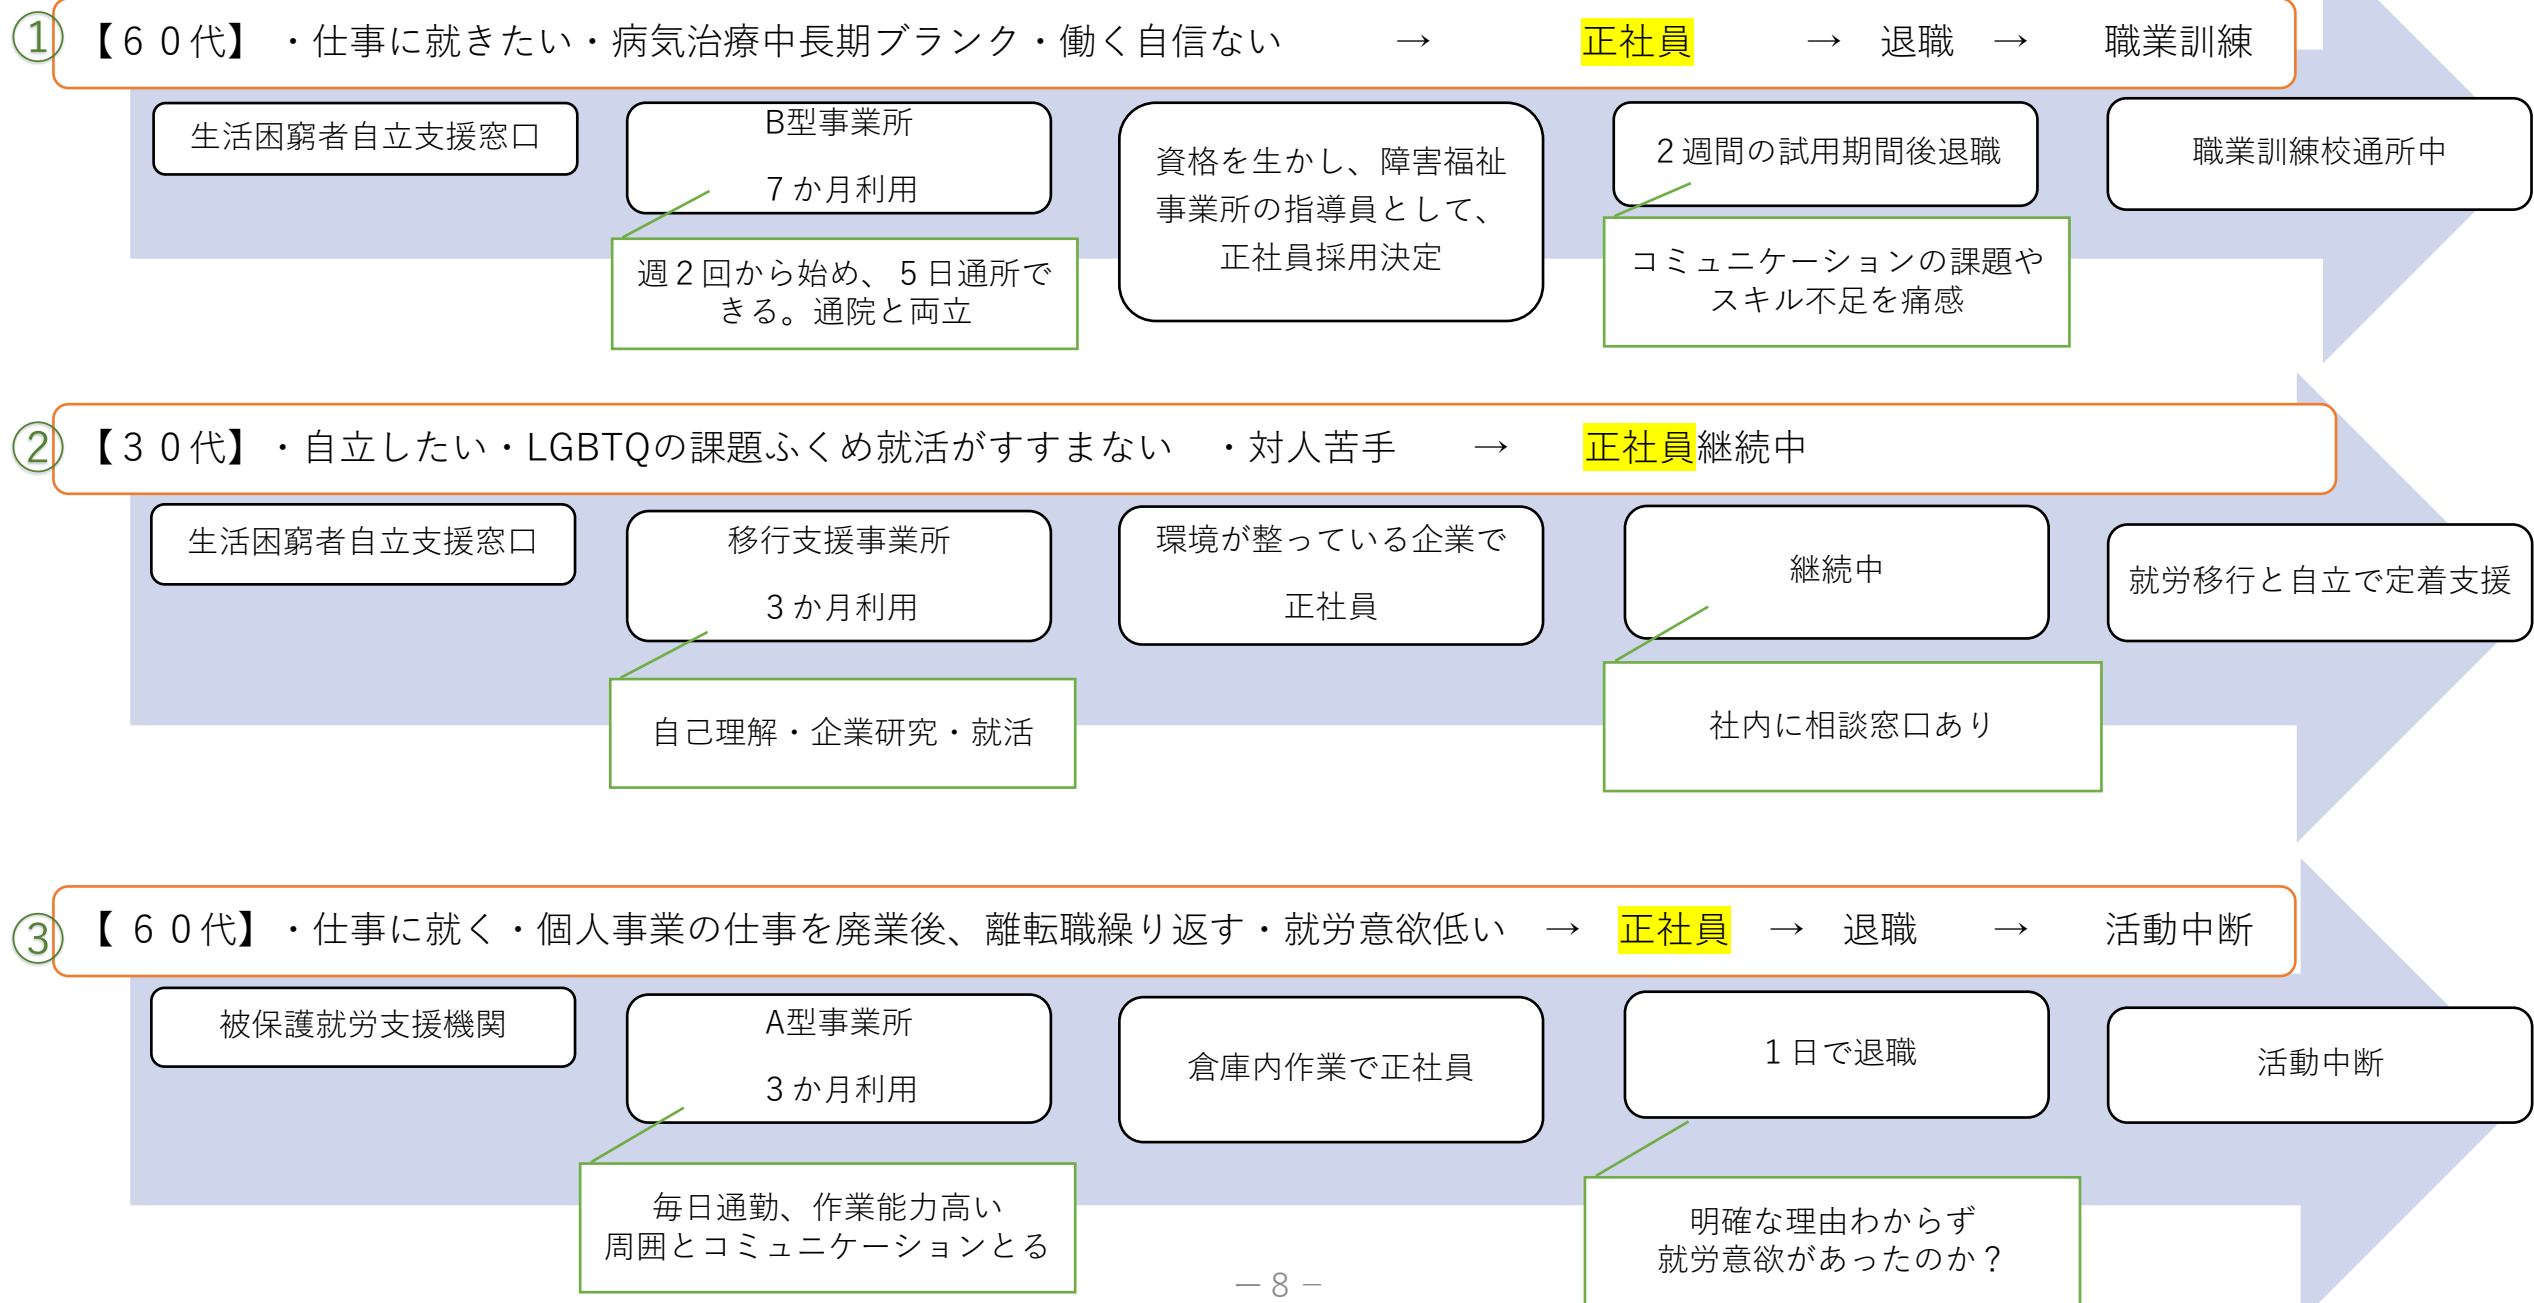 ①
【６０代】 ・仕事に就きたい・病気治療中長期ブランク・働く自信ない → 正社員 → 退職 → 職業訓練
生活困窮者自立支援窓口
B型事業所
７か月利用
週２回から始め、５日通所で
きる。通院と両立
資格を生かし、障害福祉
事業所の指導員として、
正社員採用決定
２週間の試用期間後退職
コミュニケーションの課題や
スキル不足を痛感
職業訓練校通所中
②
【３０代】・自立したい・LGBTQの課題ふくめ就活がすすまない ・対人苦手 → 正社員継続中
生活困窮者自立支援窓口
移行支援事業所
３か月利用
自己理解・企業研究・就活
環境が整っている企業で
正社員
継続中
社内に相談窓口あり
就労移行と自立で定着支援
③
【 ６０代】・仕事に就く・個人事業の仕事を廃業後、離転職繰り返す・就労意欲低い → 正社員 → 退職 → 活動中断
被保護就労支援機関
A型事業所
３か月利用
毎日通勤、作業能力高い
周囲とコミュニケーションとる
倉庫内作業で正社員
１日で退職
明確な理由わからず
就労意欲があったのか？
活動中断
－8－